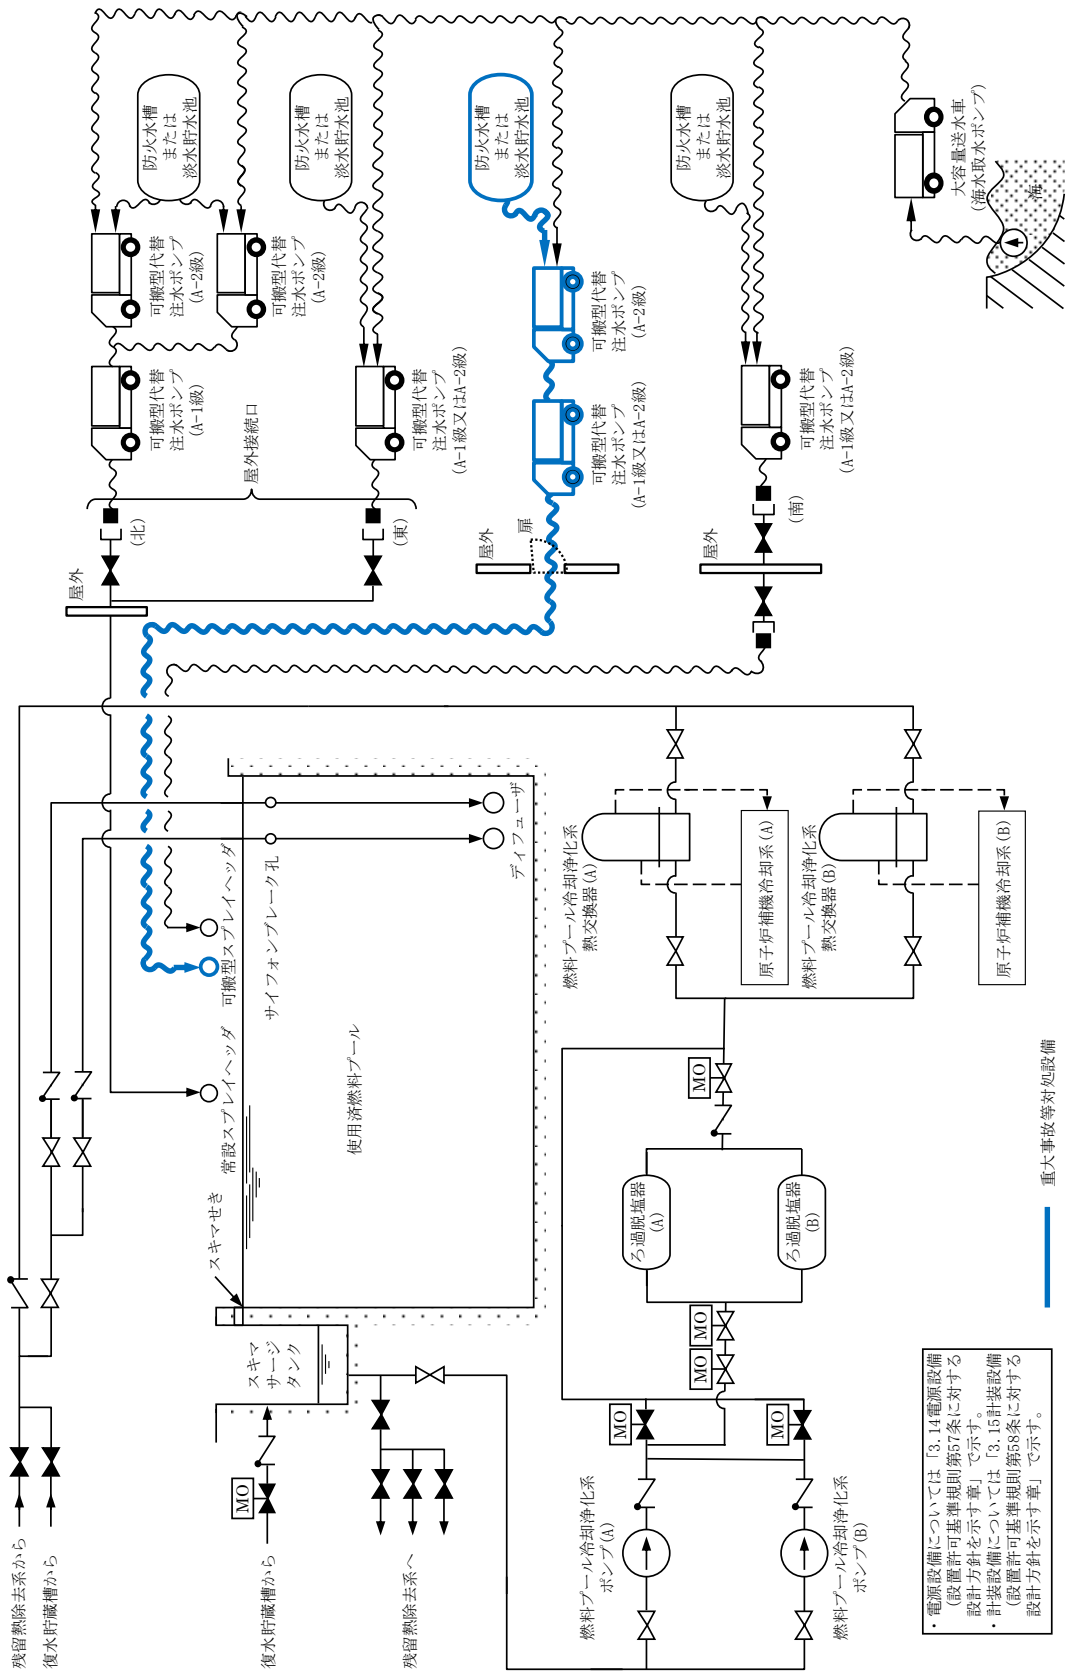 残留熱除去系から
復水貯蔵槽から
復水貯蔵槽から
残留熱除去系へ
MO
スキマ
サージ
タンク
スキマせき
常設スプレイヘッダ
可搬型スプレイヘッダ
サイフォンブレーク孔
使用済燃料プール
ディフューザ
屋外
(北)
(東)
屋外接続口
可搬型代替
注水ポンプ
(A-1級)
可搬型代替
注水ポンプ
(A-2級)
可搬型代替
注水ポンプ
(A-2級)
防火水槽
または
淡水貯水池
可搬型代替
注水ポンプ
(A-1級又はA-2級)
防火水槽
または
淡水貯水池
屋外
扉
可搬型代替
注水ポンプ
(A-1級又はA-2級)
可搬型代替
注水ポンプ
(A-2級)
防火水槽
または
淡水貯水池
屋外
(南)
可搬型代替
注水ポンプ
(A-1級又はA-2級)
防火水槽
または
淡水貯水池
大容量送水車
(海水取水ポンプ)
海
燃料プール冷却浄化系
ポンプ(A)
燃料プール冷却浄化系
ポンプ(B)
MO
MO
MO
MO
ろ過脱塩器
(A)
ろ過脱塩器
(B)
MO
燃料プール冷却浄化系
熱交換器(A)
原子炉補機冷却系(A)
燃料プール冷却浄化系
熱交換器(B)
原子炉補機冷却系(B)
重大事故等対処設備
・電源設備については「3.14電源設備
(設置許可基準規則第57条に対する
設計方針を示す章」で示す。
・計装設備については「3.15計装設備
(設置許可基準規則第58条に対する
設計方針を示す章」で示す。